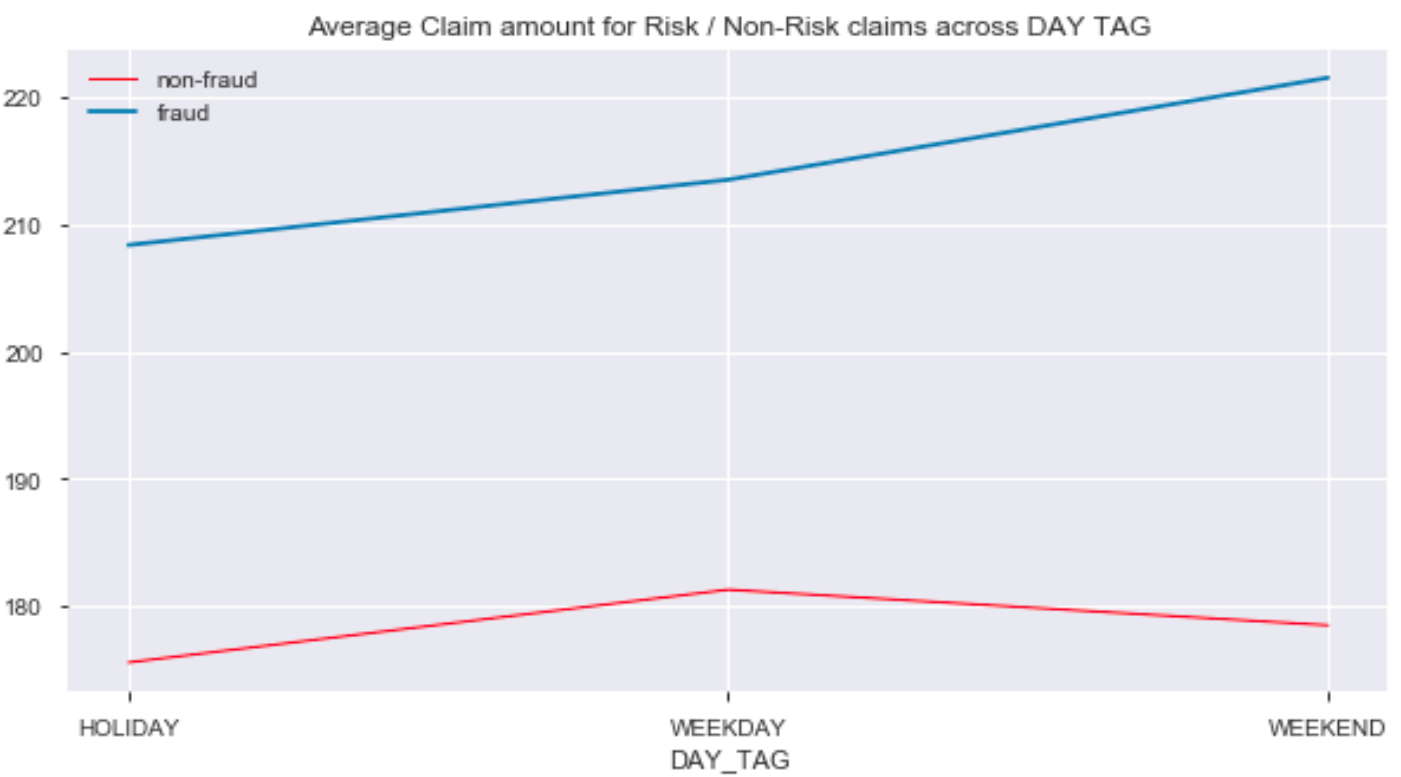 Average Claim amount for Risk / Non-Risk claims across DAY TAG
non-fraud
fraud
220
210
200
190
180
HOLIDAY WEEKDAY WEEKEND
DAY_TAG